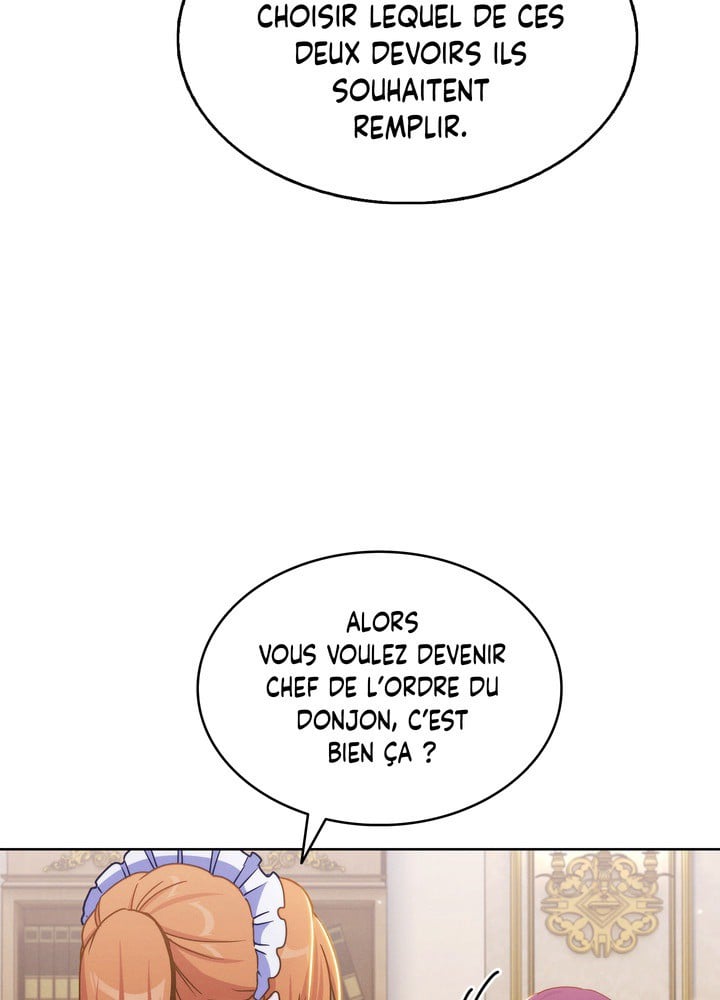 CHOISIR LEQUEL DE CES
DEUX DEVOIRS ILS
SOUHAITENT
REMPLIR.
ALORS
VOUS VOULEZ DEVENIR
CHEF DE L'ORDRE DU
DONJON, C'EST
BIEN ÇA ?